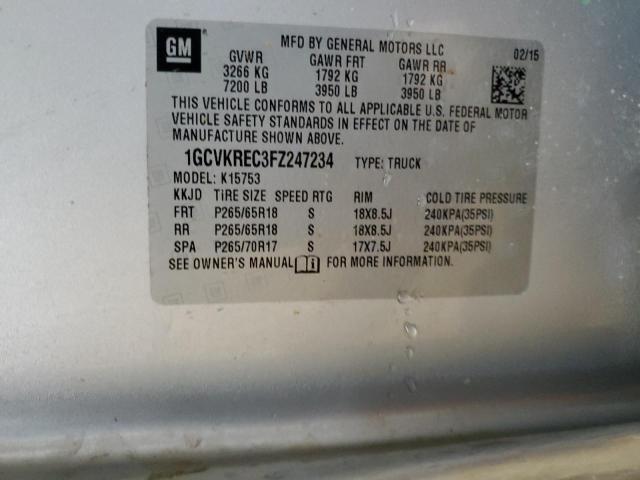 GM
MFD BY GENERAL MOTORS LLC 02/15
GVWR GAWR FRT GAWR RR
3266 KG 1792 KG 1792 KG
7200 LB 3950 LB 3950 LB
THIS VEHICLE CONFORMS TO ALL APPLICABLE U.S. FEDERAL MOTOR
VEHICLE SAFETY STANDARDS IN EFFECT ON THE DATE OF
MANUFACTURE SHOWN ABOVE.
1GCVKREC3FZ247234 TYPE: TRUCK
MODEL: K15753
KKJD TIRE SIZE SPEED RTG RIM COLD TIRE PRESSURE
FRT P265/65R18 S 18X8.5J 240KPA(35PSI)
RR P265/65R18 S 18X8.5J 240KPA(35PSI)
SPA P265/70R17 S 17X7.5J 240KPA(35PSI)
SEE OWNER'S MANUAL i FOR MORE INFORMATION.